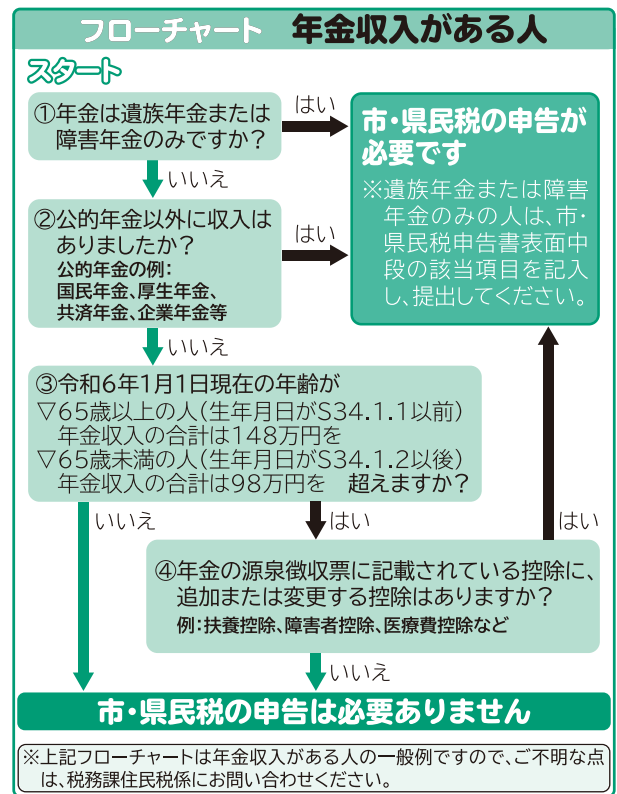 フローチャート 年金収入がある人
スタート
①年金は遺族年金または
障害年金のみですか？
はい
いいえ
市・県民税の申告が
必要です
※遺族年金または障害
年金のみの人は、市・
県民税申告書表面中
段の該当項目を記入
し、提出してください。
②公的年金以外に収入は
ありましたか？
公的年金の例：
国民年金、厚生年金、
共済年金、企業年金等
はい
いいえ
③令和6年1月1日現在の年齢が
▽65歳以上の人（生年月日がS34.1.1以前）
年金収入の合計は148万円を
▽65歳未満の人（生年月日がS34.1.2以後）
年金収入の合計は98万円を 超えますか？
いいえ
はい
はい
④年金の源泉徴収票に記載されている控除に、
追加または変更する控除はありますか？
例：扶養控除、障害者控除、医療費控除など
いいえ
市・県民税の申告は必要ありません
※上記フローチャートは年金収入がある人の一般例ですので、ご不明な点
は、税務課住民税係にお問い合わせください。